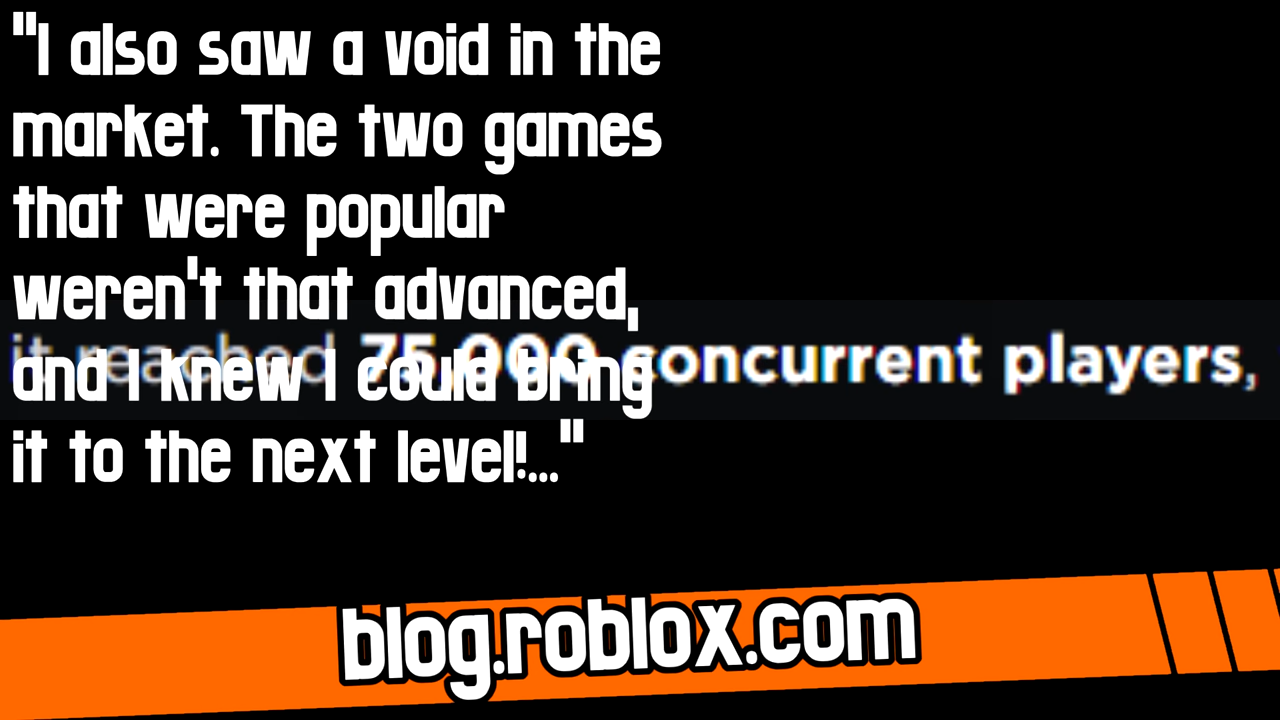 "I also saw a void in the
market. The two games
that were popular
weren't that advanced,
it reached 75,000 concurrent players,
and I knew I could bring
it to the next level!..."
blog.roblox.com